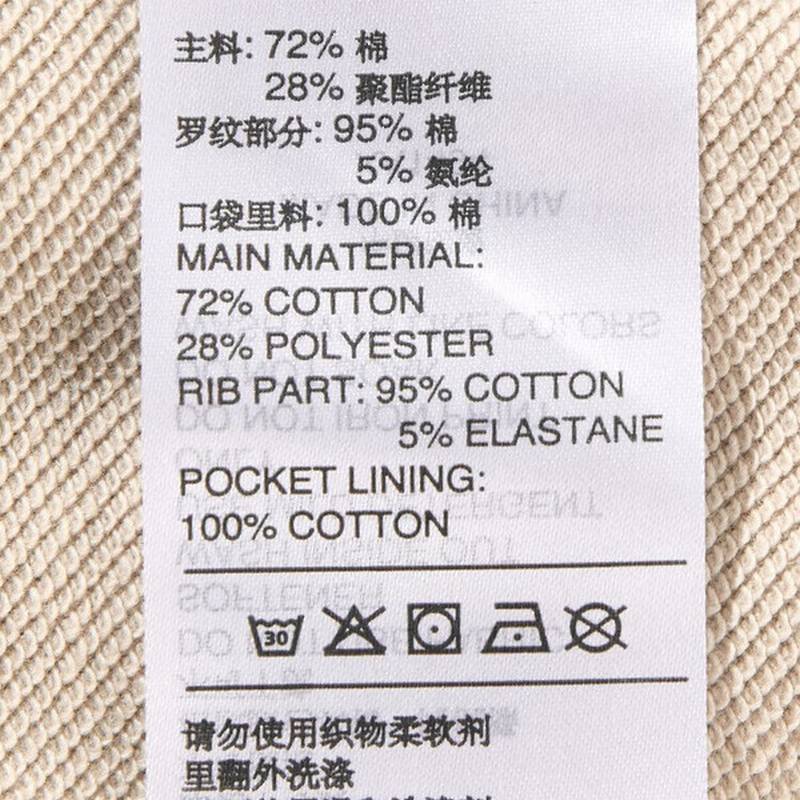 主料: 72% 棉
28% 聚酯纤维
罗纹部分: 95% 棉
5% 氨纶
口袋里料: 100% 棉
MAIN MATERIAL:
72% COTTON
28% POLYESTER
RIB PART: 95% COTTON
5% ELASTANE
POCKET LINING:
100% COTTON
30
请勿使用织物柔软剂
里翻外洗涤